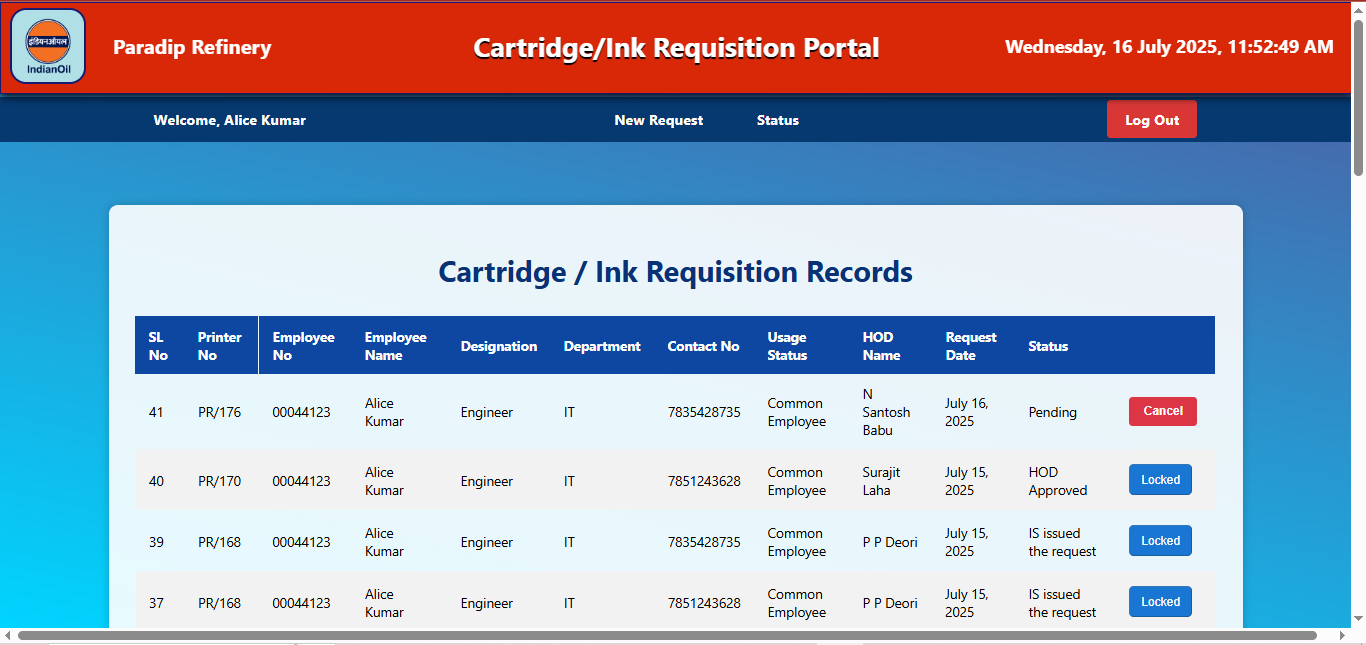 इंडियनऑयल
IndianOil
Paradip Refinery
Cartridge/Ink Requisition Portal
Wednesday, 16 July 2025, 11:52:49 AM
Welcome, Alice Kumar
New Request
Status
Log Out
Cartridge / Ink Requisition Records
SL No Printer No Employee No Employee Name Designation Department Contact No Usage Status HOD Name Request Date Status
41 PR/176 00044123 Alice Kumar Engineer IT 7835428735 Common Employee N Santosh Babu July 16, 2025 Pending Cancel
40 PR/170 00044123 Alice Kumar Engineer IT 7851243628 Common Employee Surajit Laha July 15, 2025 HOD Approved Locked
39 PR/168 00044123 Alice Kumar Engineer IT 7835428735 Common Employee P P Deori July 15, 2025 IS issued the request Locked
37 PR/168 00044123 Alice Kumar Engineer IT 7851243628 Common Employee P P Deori July 15, 2025 IS issued the request Locked